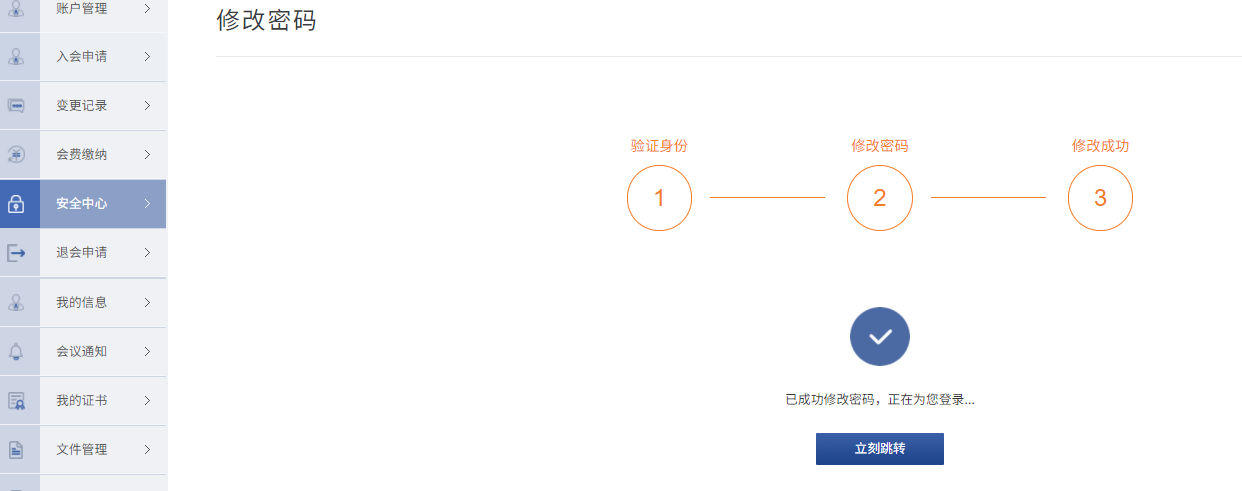 账户管理
入会申请
变更记录
会费缴纳
安全中心
退会申请
我的信息
会议通知
我的证书
文件管理
修改密码
验证身份
修改密码
修改成功
1
2
3
已成功修改密码，正在为您登录...
立刻跳转